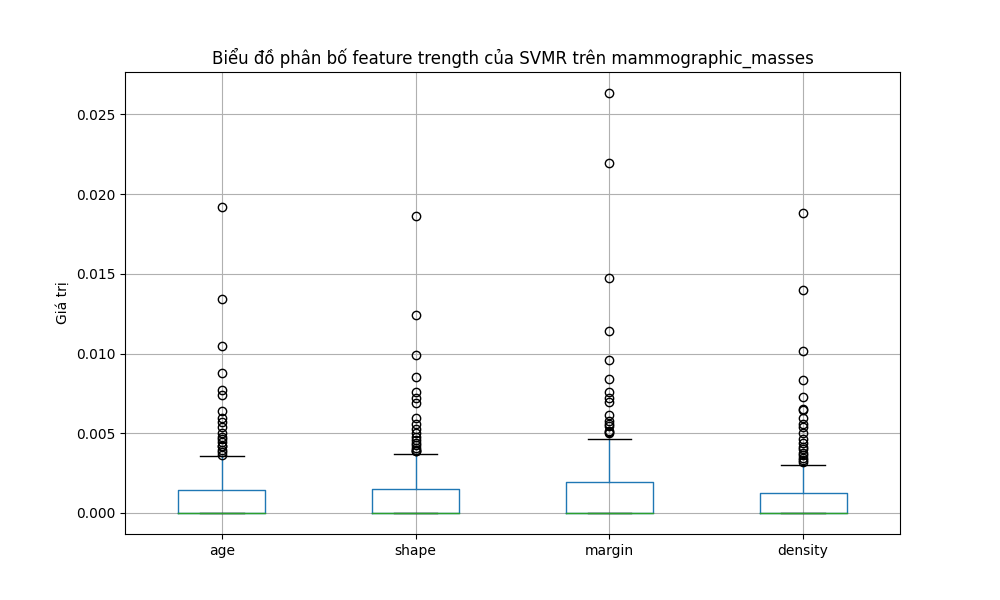 Biểu đồ phân bố feature trength của SVMR trên mammographic_masses
Giá trị
0.025
0.020
0.015
0.010
0.005
0.000
age shape margin density